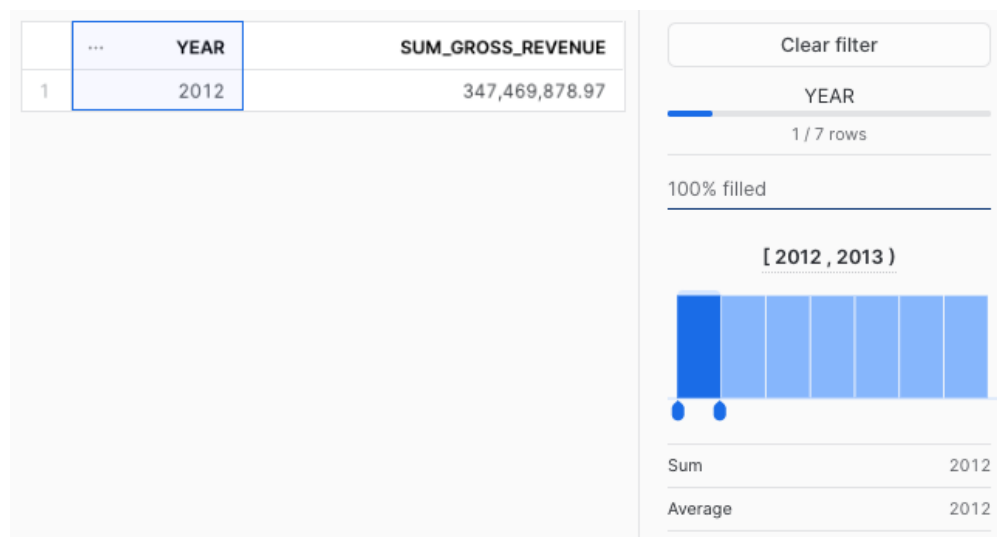 ... YEAR SUM_GROSS_REVENUE
1 2012 347,469,878.97
Clear filter
YEAR
1 / 7 rows
100% filled
[ 2012 , 2013 )
Sum 2012
Average 2012